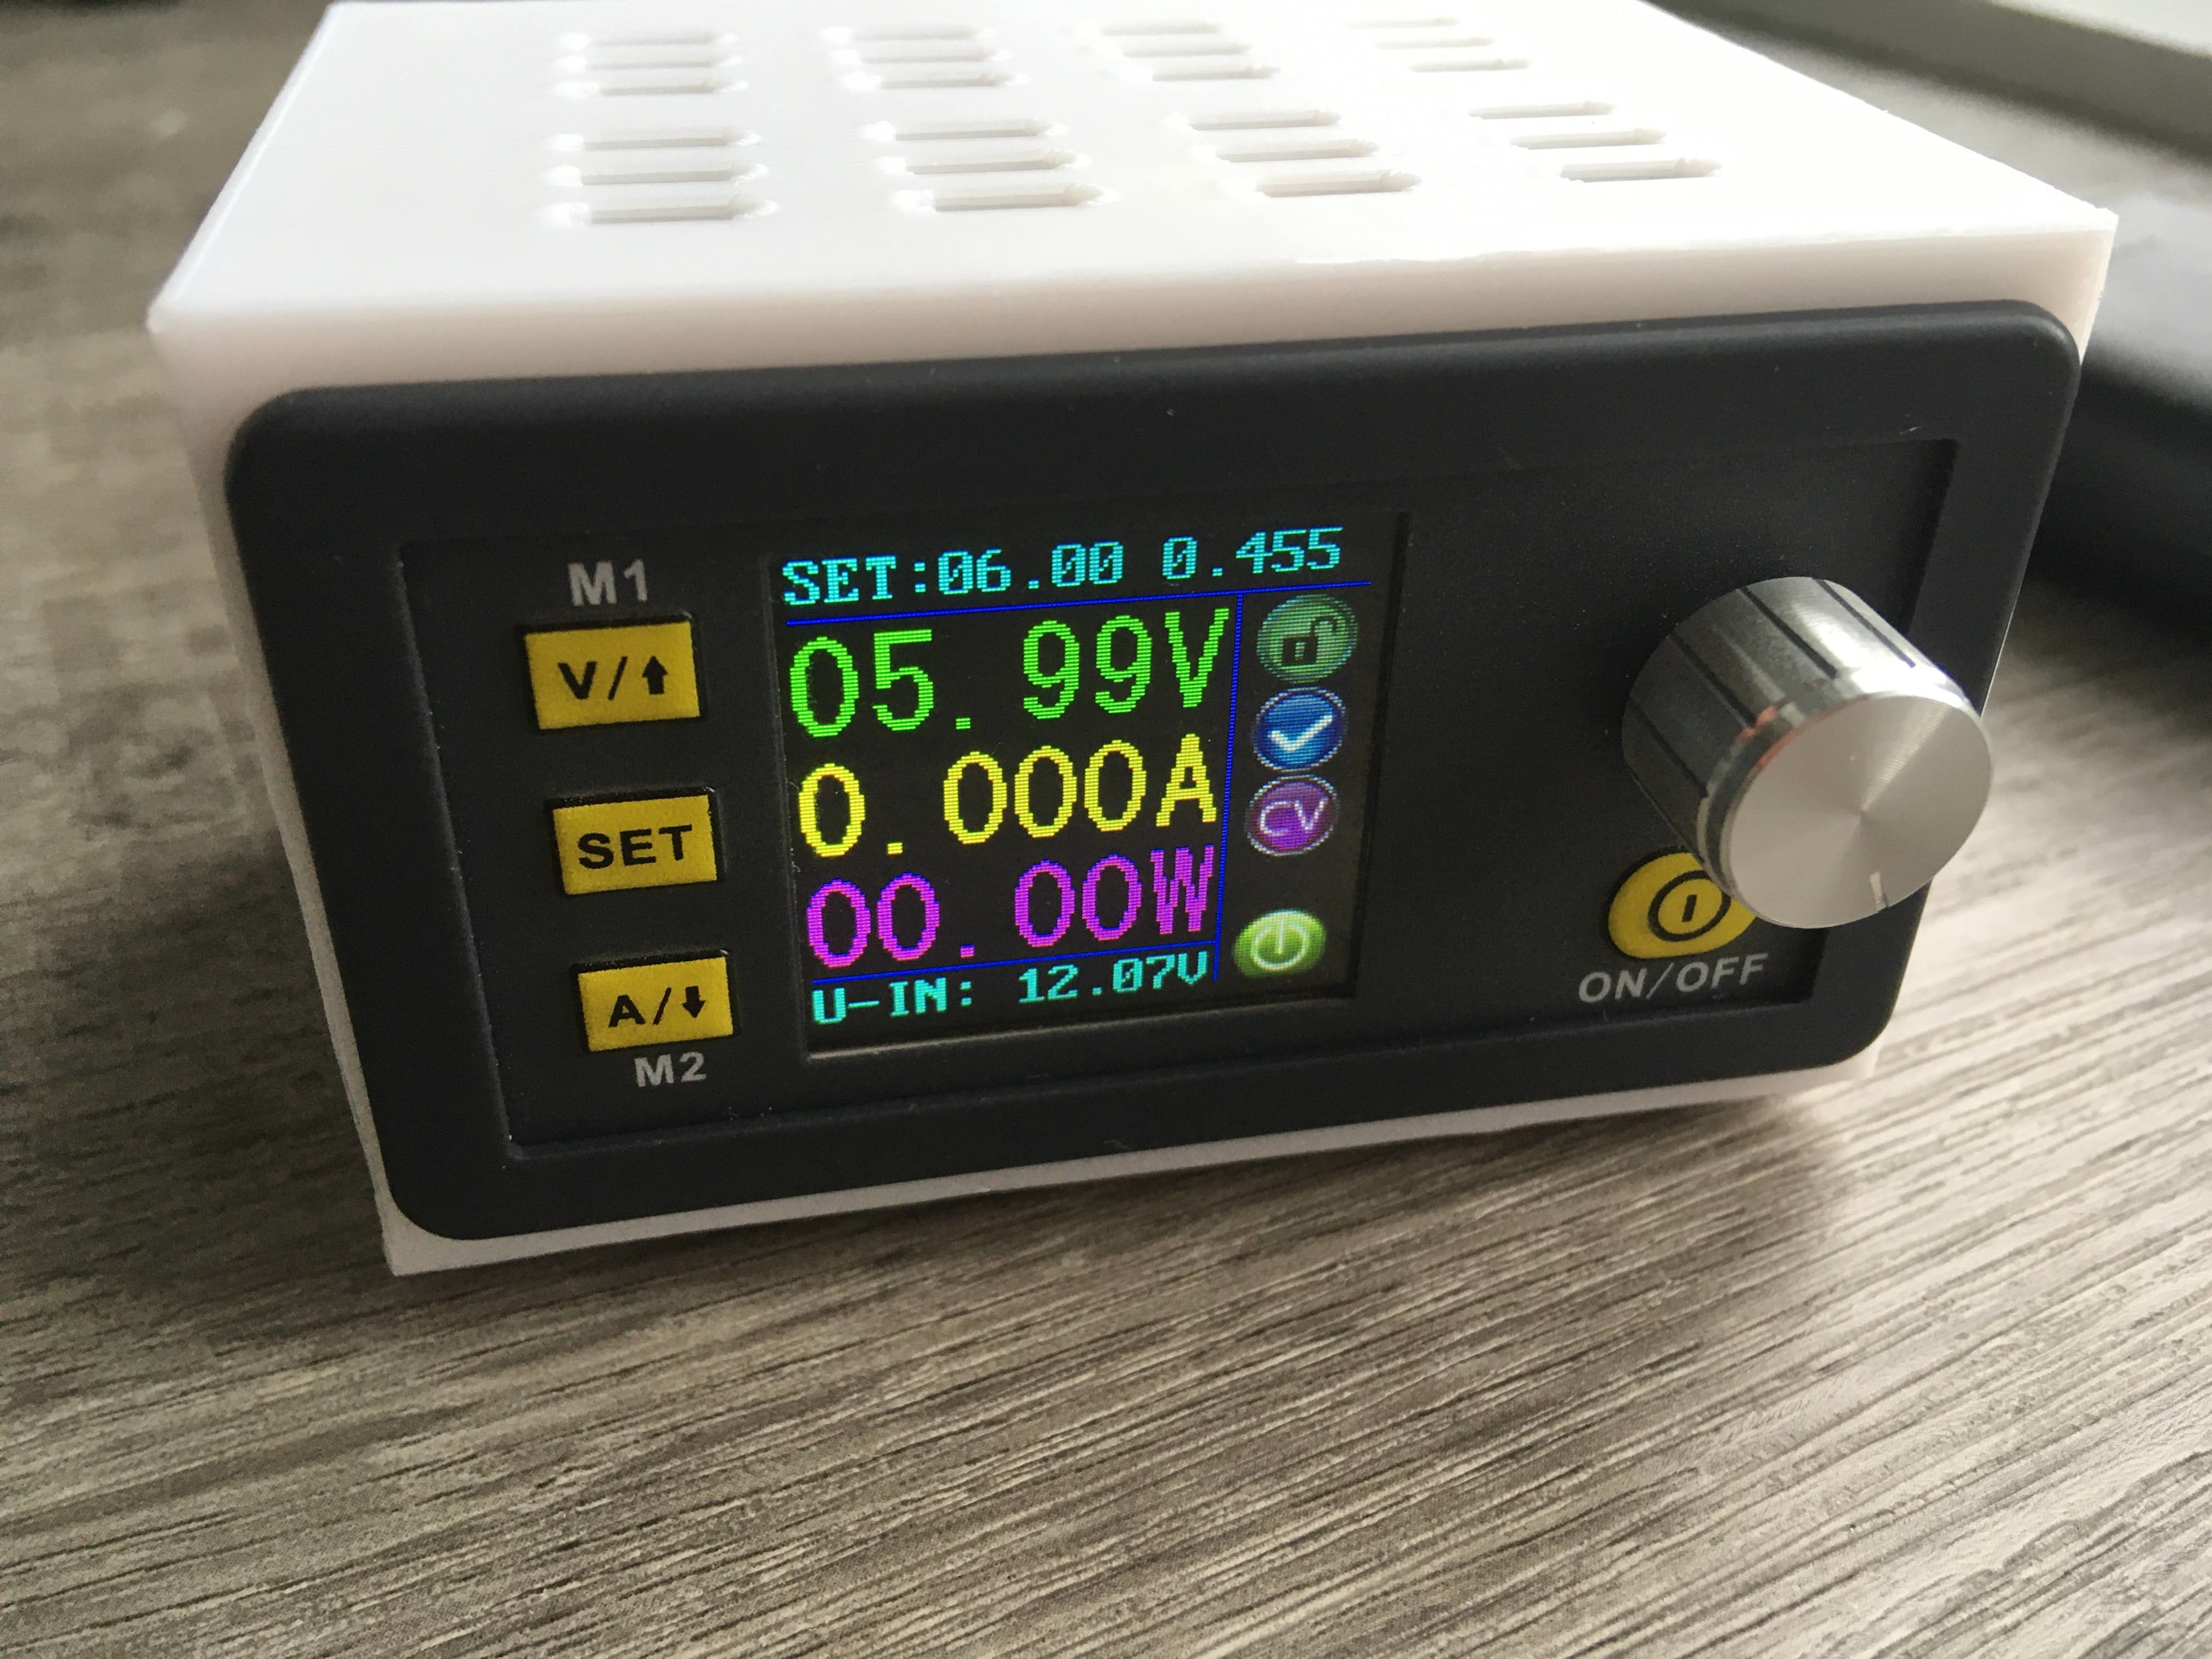 M1
V/⬆
SET
A/⬇
M2
SET:06.00 0.455
05.99V
0.000A
00.00W
U-IN: 12.07V
CV
ON/OFF